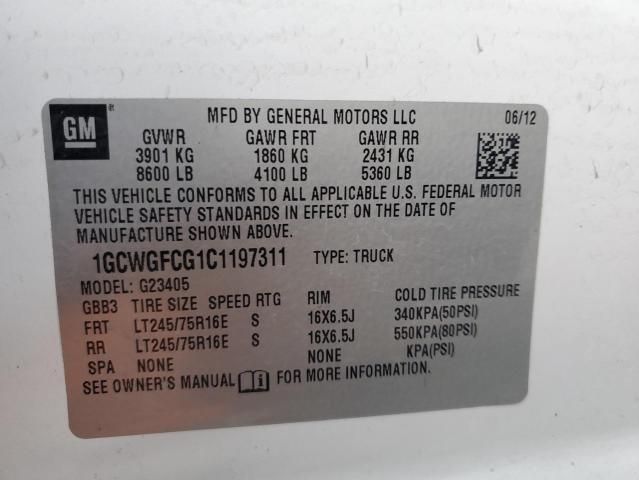 GM
MFD BY GENERAL MOTORS LLC 06/12
GVWR GAWR FRT GAWR RR
3901 KG 1860 KG 2431 KG
8600 LB 4100 LB 5360 LB
THIS VEHICLE CONFORMS TO ALL APPLICABLE U.S. FEDERAL MOTOR
VEHICLE SAFETY STANDARDS IN EFFECT ON THE DATE OF
MANUFACTURE SHOWN ABOVE.
1GCWGFCG1C1197311 TYPE: TRUCK
MODEL: G23405
GBB3 TIRE SIZE SPEED RTG RIM COLD TIRE PRESSURE
FRT LT245/75R16E S 16X6.5J 340KPA(50PSI)
RR LT245/75R16E S 16X6.5J 550KPA(80PSI)
SPA NONE NONE KPA(PSI)
SEE OWNER'S MANUAL FOR MORE INFORMATION.